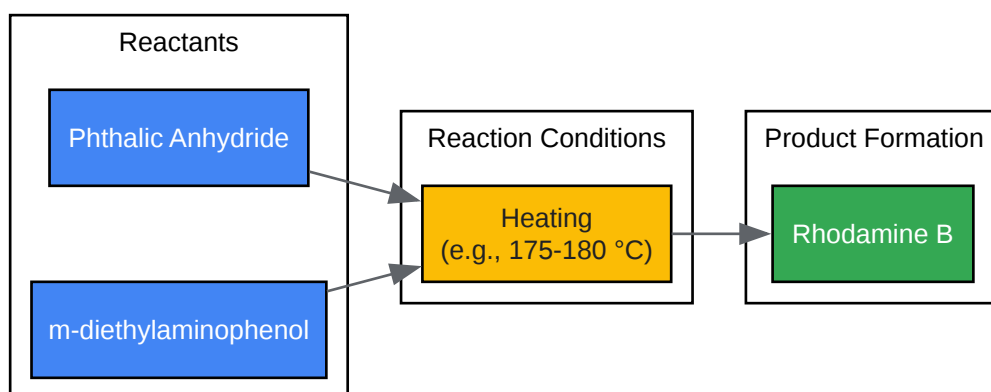 Reactants
Phthalic Anhydride
m-diethylaminophenol
Reaction Conditions
Heating
(e.g., 175-180 °C)
Product Formation
Rhodamine B